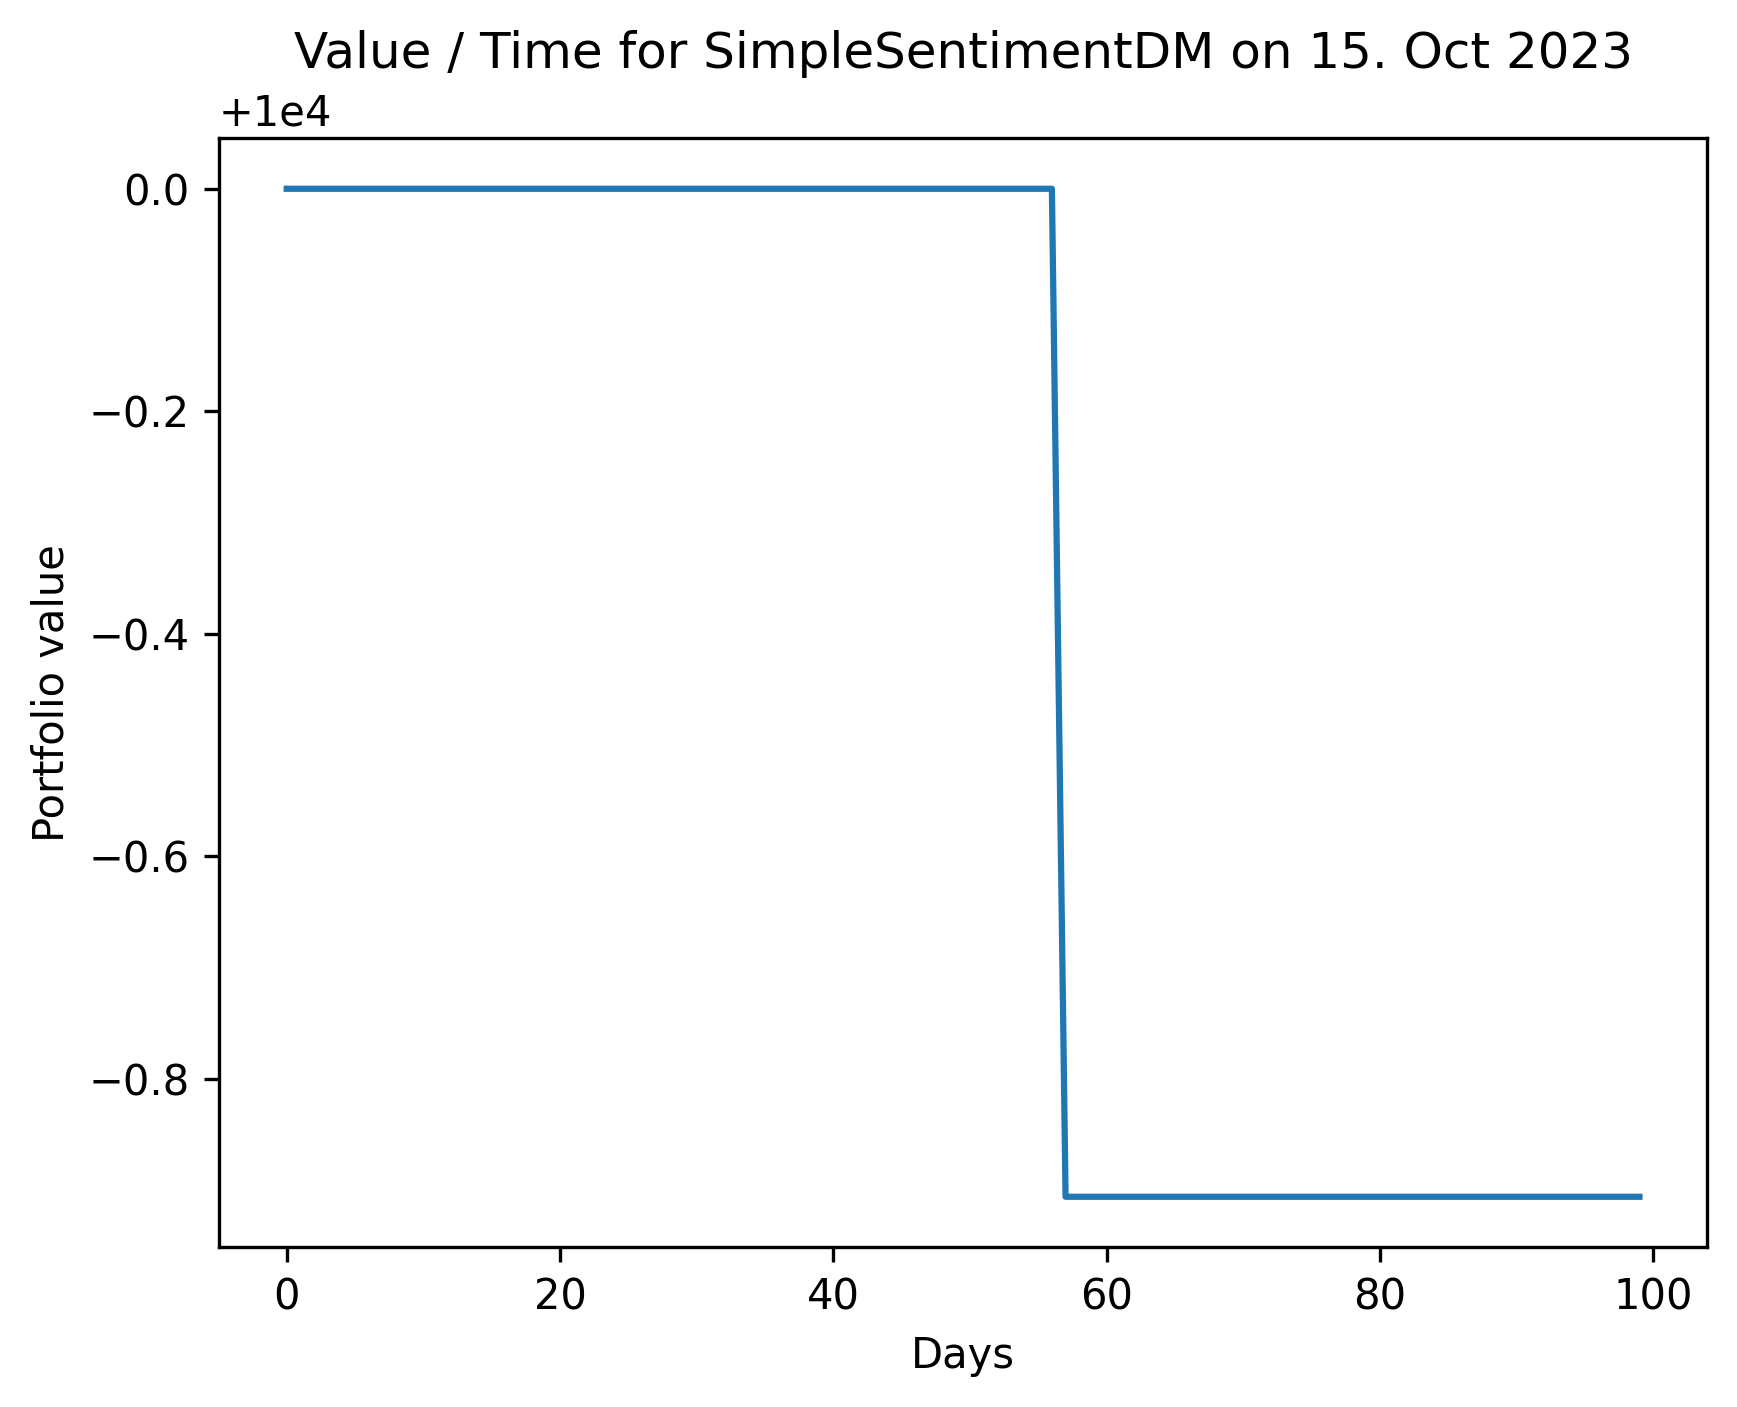 Value / Time for SimpleSentimentDM on 15. Oct 2023
+1e4
0.0
−0.2
−0.4
−0.6
−0.8
Portfolio value
0 20 40 60 80 100
Days